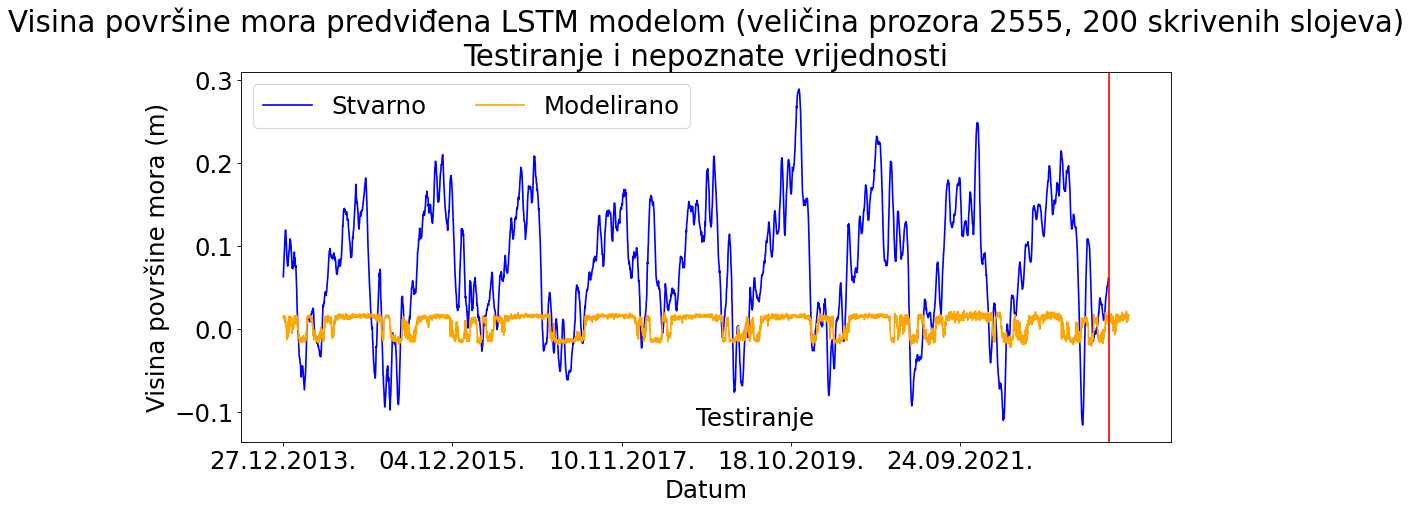 Visina površine mora predviđena LSTM modelom (veličina prozora 2555, 200 skrivenih slojeva)
Testiranje i nepoznate vrijednosti
Stvarno Modelirano
Visina površine mora (m)
0.3
0.2
0.1
0.0
−0.1
Testiranje
27.12.2013. 04.12.2015. 10.11.2017. 18.10.2019. 24.09.2021.
Datum